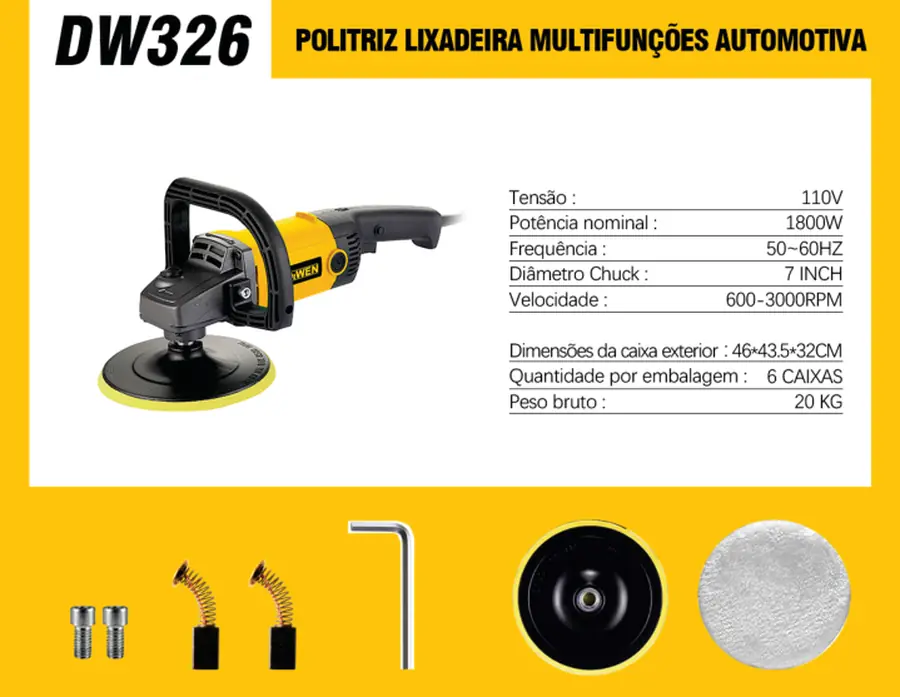 DW326
POLITRIZ LIXADEIRA MULTIFUNÇÕES AUTOMOTIVA
Tensão : 110V
Potência nominal : 1800W
Frequência : 50~60HZ
Diâmetro Chuck : 7 INCH
Velocidade : 600-3000RPM
Dimensões da caixa exterior : 46*43.5*32CM
Quantidade por embalagem : 6 CAIXAS
Peso bruto : 20 KG